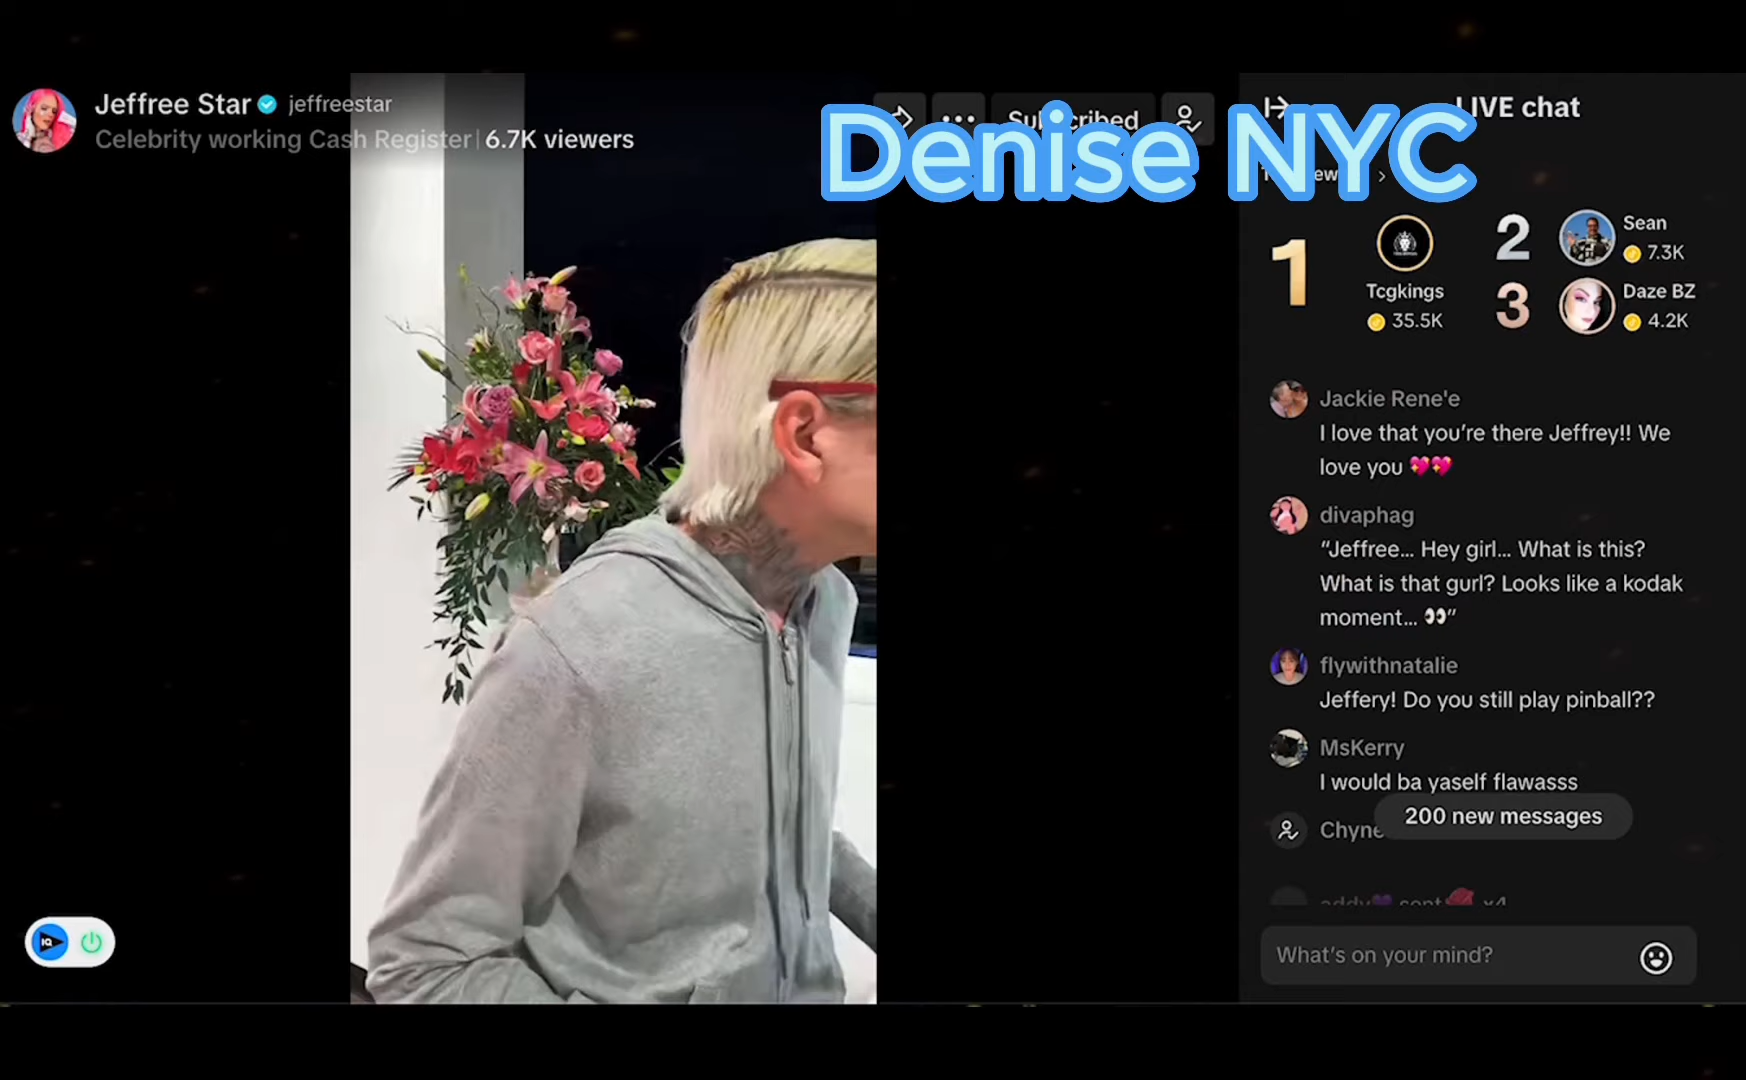 Jeffree Star jeffreestar
Celebrity working Cash Register | 6.7K viewers
Subscribed
Denise NYC
LIVE chat
1
Tcgkings
35.5K
2
Sean
7.3K
3
Daze BZ
4.2K
Jackie Rene'e
I love that you're there Jeffrey!! We
love you 💖💖
divaphag
“Jeffree... Hey girl... What is this?
What is that gurl? Looks like a kodak
moment... 👀”
flywithnatalie
Jeffery! Do you still play pinball??
MsKerry
I would ba yaself flawasss
200 new messages
What's on your mind?
IQ